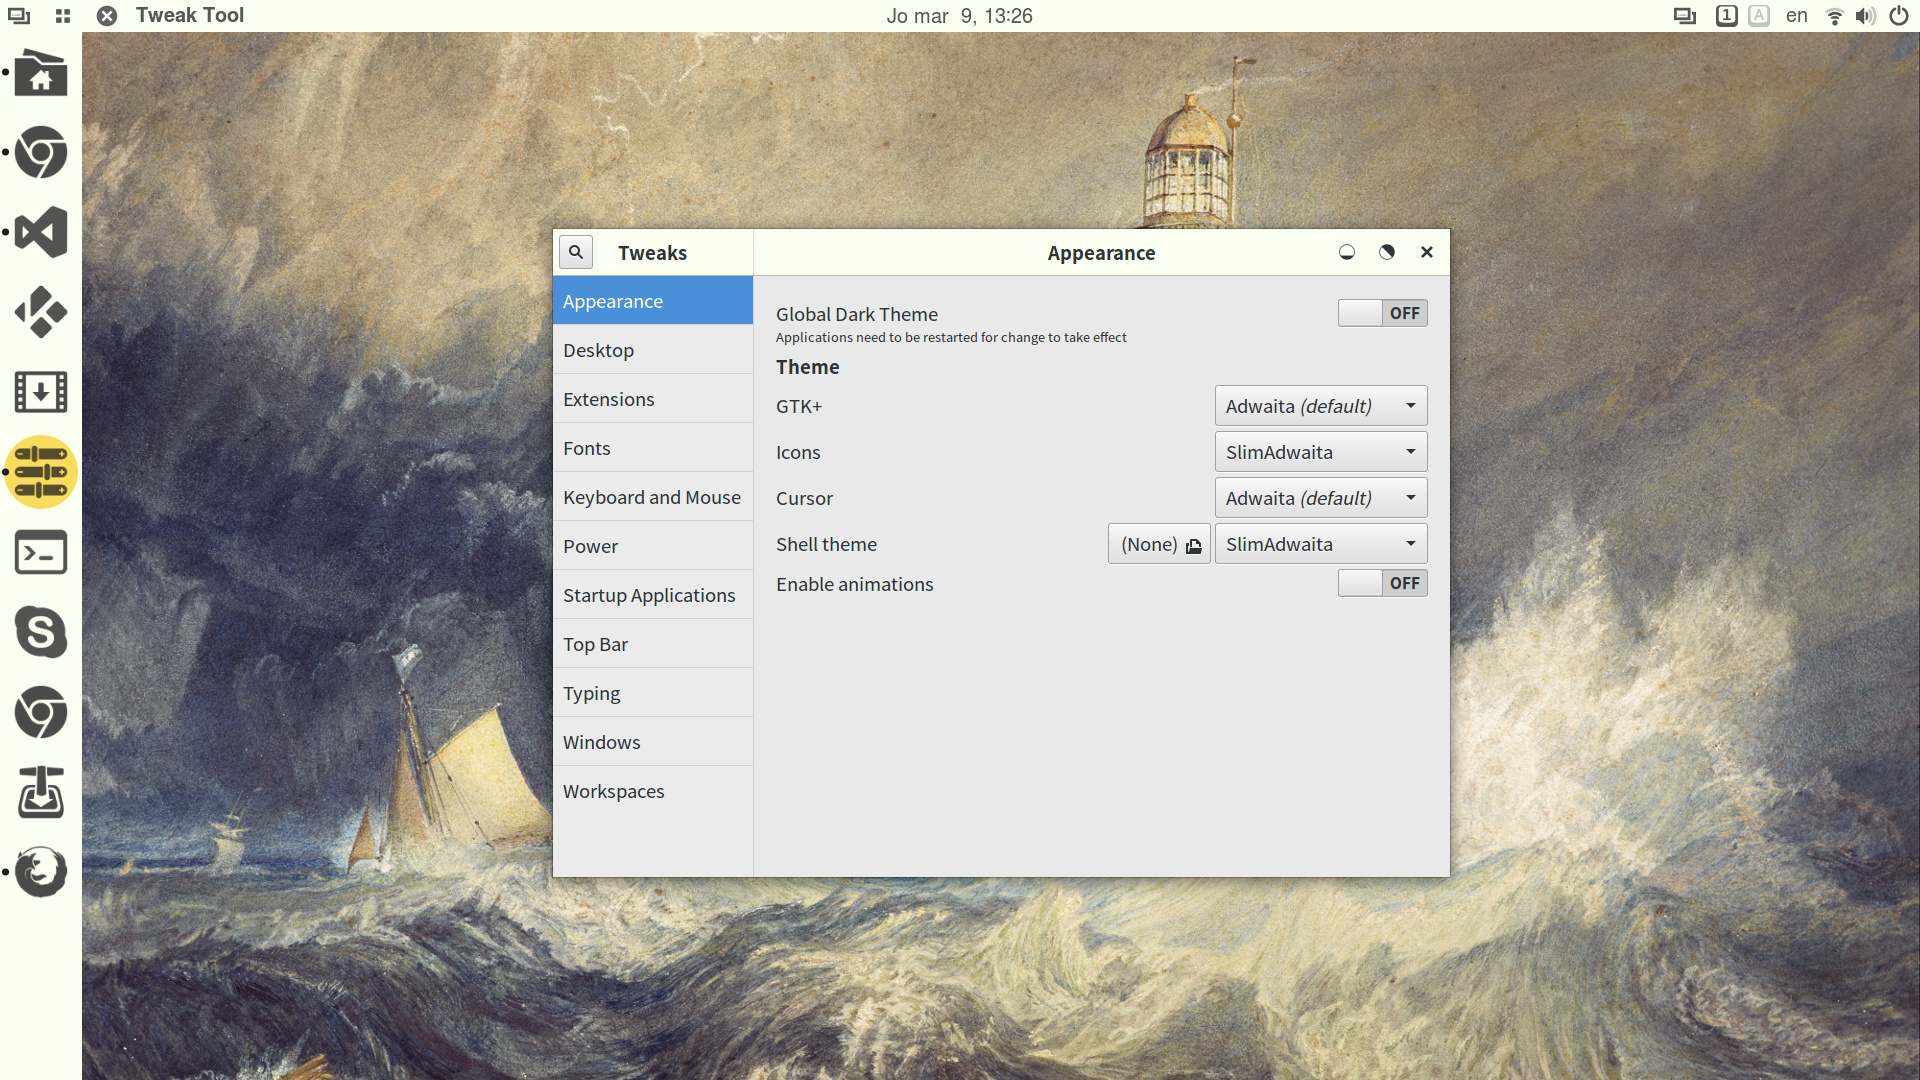 Tweak Tool
Jo mar 9, 13:26
1
A
en
Tweaks
Appearance
Appearance
Desktop
Extensions
Fonts
Keyboard and Mouse
Power
Startup Applications
Top Bar
Typing
Windows
Workspaces
Global Dark Theme OFF
Applications need to be restarted for change to take effect
Theme
GTK+ Adwaita (default)
Icons SlimAdwaita
Cursor Adwaita (default)
Shell theme (None) SlimAdwaita
Enable animations OFF